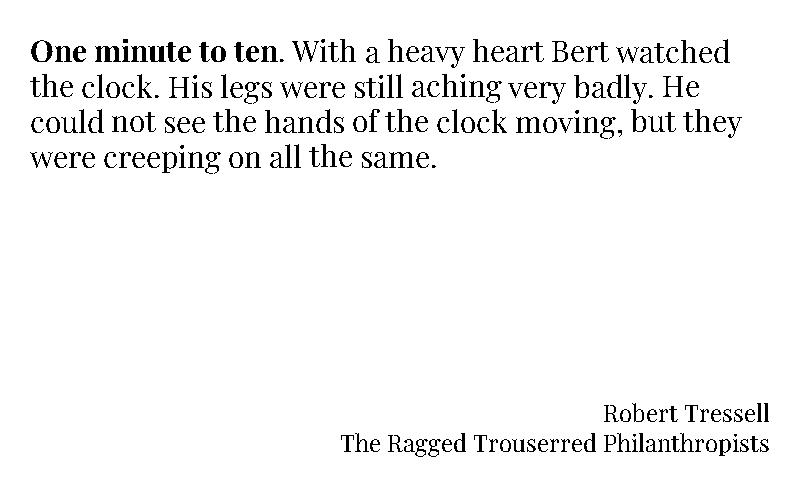 One minute to ten. With a heavy heart Bert watched
the clock. His legs were still aching very badly. He
could not see the hands of the clock moving, but they
were creeping on all the same.
Robert Tressell
The Ragged Trouserred Philanthropists